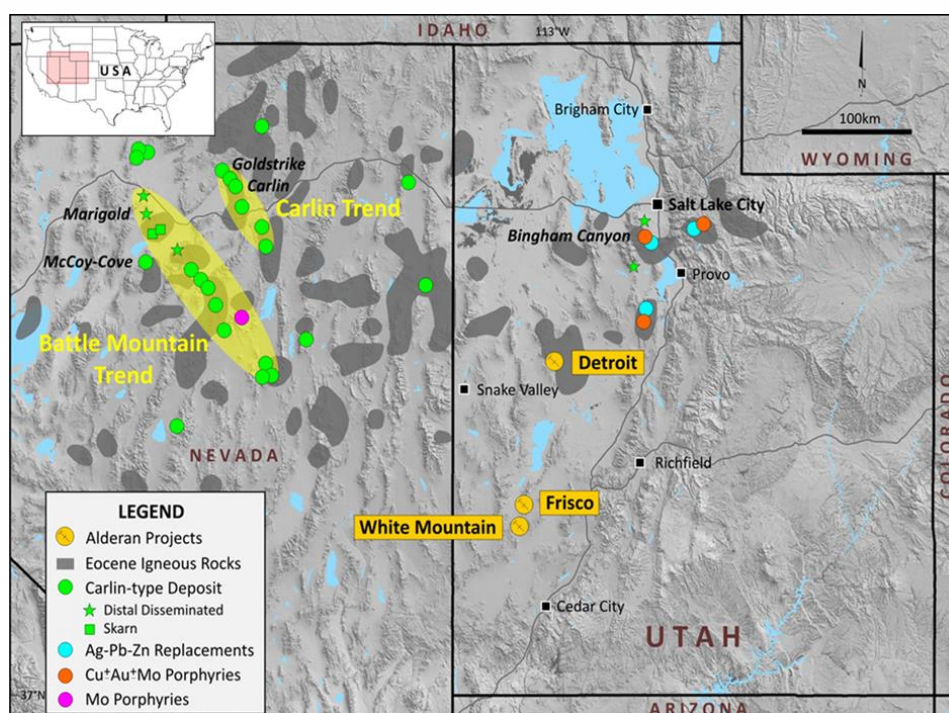 IDAHO
113°W
USA
N
100km
WYOMING
Brigham City
Goldstrike
Carlin
Carlin Trend
Marigold
McCoy-Cove
Salt Lake City
Bingham Canyon
Provo
Battle Mountain
Trend
Detroit
Snake Valley
COLORADO
NEVADA
Richfield
Frisco
White Mountain
Cedar City
UTAH
LEGEND
Alderan Projects
Eocene Igneous Rocks
Carlin-type Deposit
Distal Disseminated
Skarn
Ag-Pb-Zn Replacements
Cu⁺Au⁺Mo Porphyries
Mo Porphyries
37°N
ARIZONA